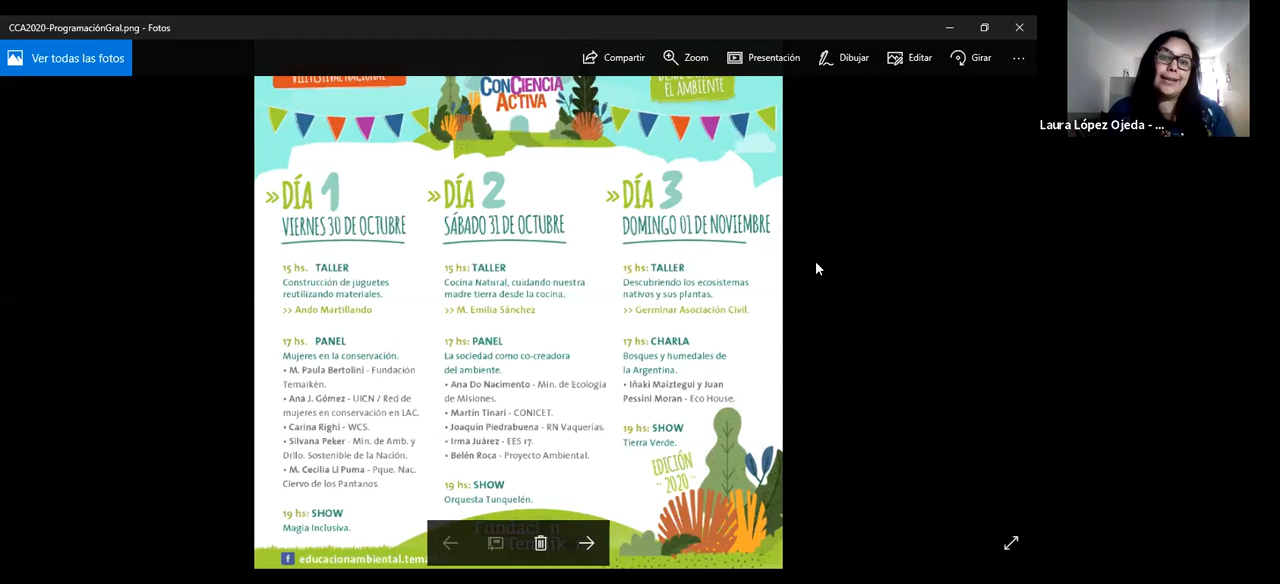 CCA2020-ProgramaciónGral.png - Fotos
Ver todas las fotos
Compartir
Zoom
Presentación
Dibujar
Editar
Girar
Laura López Ojeda - ...
CONCIENCIA
ACTIVA
EL AMBIENTE
» DÍA 1
VIERNES 30 DE OCTUBRE
15 hs. TALLER
Construcción de juguetes
reutilizando materiales.
>> Ando Martillando
17 hs. PANEL
Mujeres en la conservación.
• M. Paula Bertolini - Fundación
Temaikèn.
• Ana J. Gómez - UICN / Red de
mujeres en conservación en LAC.
• Carina Righi - WCS.
• Silvana Peker - Min. de Amb. y
Drllo. Sostenible de la Nación.
• M. Cecilia Li Puma - Pque. Nac.
Ciervo de los Pantanos.
19 hs: SHOW
Magia Inclusiva.
» DÍA 2
SÁBADO 31 DE OCTUBRE
15 hs: TALLER
Cocina Natural, cuidando nuestra
madre tierra desde la cocina.
>> M. Emilia Sánchez
17 hs: PANEL
La sociedad como co-creadora
del ambiente.
• Ana Do Nacimento - Min. de Ecología
de Misiones.
• Martín Tinari - CONICET.
• Joaquín Piedrabuena - RN Vaquerías.
• Irma Juárez - EES 17.
• Belén Roca - Proyecto Ambiental.
19 hs: SHOW
Orquesta Tunquelén.
» DÍA 3
DOMINGO 01 DE NOVIEMBRE
15 hs: TALLER
Descubriendo los ecosistemas
nativos y sus plantas.
>> Germinar Asociación Civil.
17 hs: CHARLA
Bosques y humedales de
la Argentina.
• Iñaki Maiztegui y Juan
Pessini Moran - Eco House.
19 hs: SHOW
Tierra Verde.
EDICIÓN
- 2020 -
educacionambiental.tema